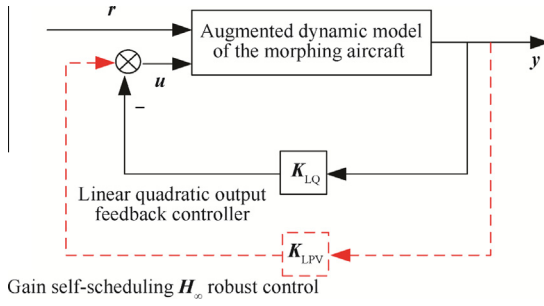 r
Augmented dynamic model
of the morphing aircraft
u
y
−
K_LQ
Linear quadratic output
feedback controller
K_LPV
Gain self-scheduling H_∞ robust control